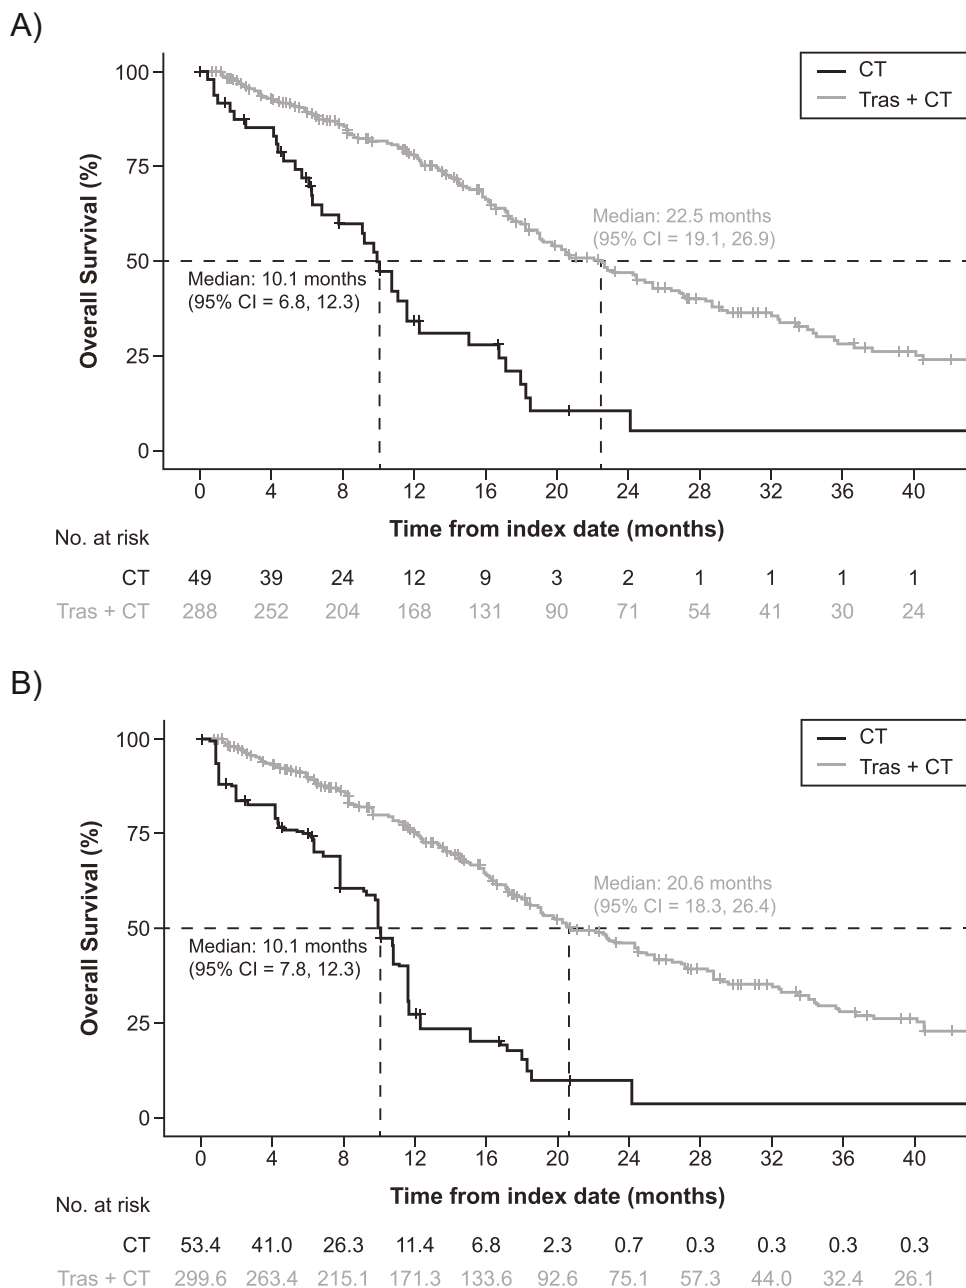 A)
CT
Tras + CT
Overall Survival (%)
100
75
50
25
0
Median: 22.5 months
(95% CI = 19.1, 26.9)
Median: 10.1 months
(95% CI = 6.8, 12.3)
0 4 8 12 16 20 24 28 32 36 40
Time from index date (months)
No. at risk
CT 49 39 24 12 9 3 2 1 1 1 1
Tras + CT 288 252 204 168 131 90 71 54 41 30 24
B)
CT
Tras + CT
Overall Survival (%)
100
75
50
25
0
Median: 20.6 months
(95% CI = 18.3, 26.4)
Median: 10.1 months
(95% CI = 7.8, 12.3)
0 4 8 12 16 20 24 28 32 36 40
Time from index date (months)
No. at risk
CT 53.4 41.0 26.3 11.4 6.8 2.3 0.7 0.3 0.3 0.3 0.3
Tras + CT 299.6 263.4 215.1 171.3 133.6 92.6 75.1 57.3 44.0 32.4 26.1